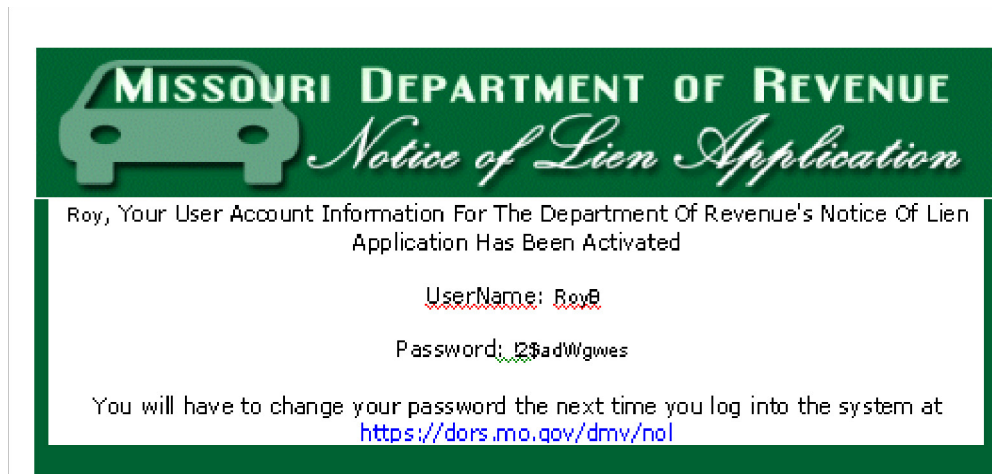 MISSOURI DEPARTMENT OF REVENUE
Notice of Lien Application
Roy, Your User Account Information For The Department Of Revenue's Notice Of Lien
Application Has Been Activated
UserName: RoyB
Password: !2$adWgwes
You will have to change your password the next time you log into the system at
https://dors.mo.gov/dmv/nol